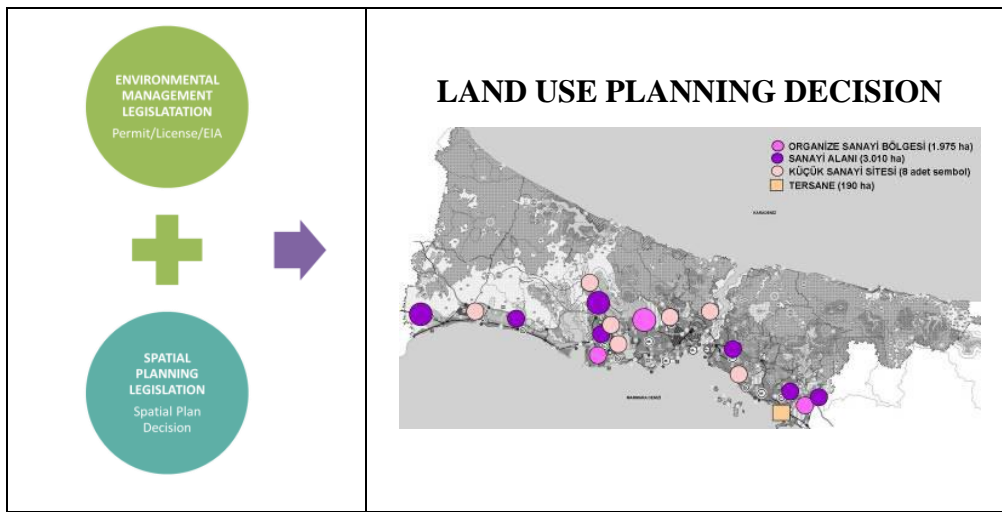 ENVIRONMENTAL
MANAGEMENT
LEGISLATATION
Permit/License/EIA
SPATIAL
PLANNING
LEGISLATION
Spatial Plan
Decision
LAND USE PLANNING DECISION
ORGANIZE SANAYİ BÖLGESİ (1.975 ha)
SANAYİ ALANI (3.010 ha)
KÜÇÜK SANAYİ SİTESİ (8 adet sembol)
TERSANE (190 ha)
KARADENİZ
MARMARA DENİZİ